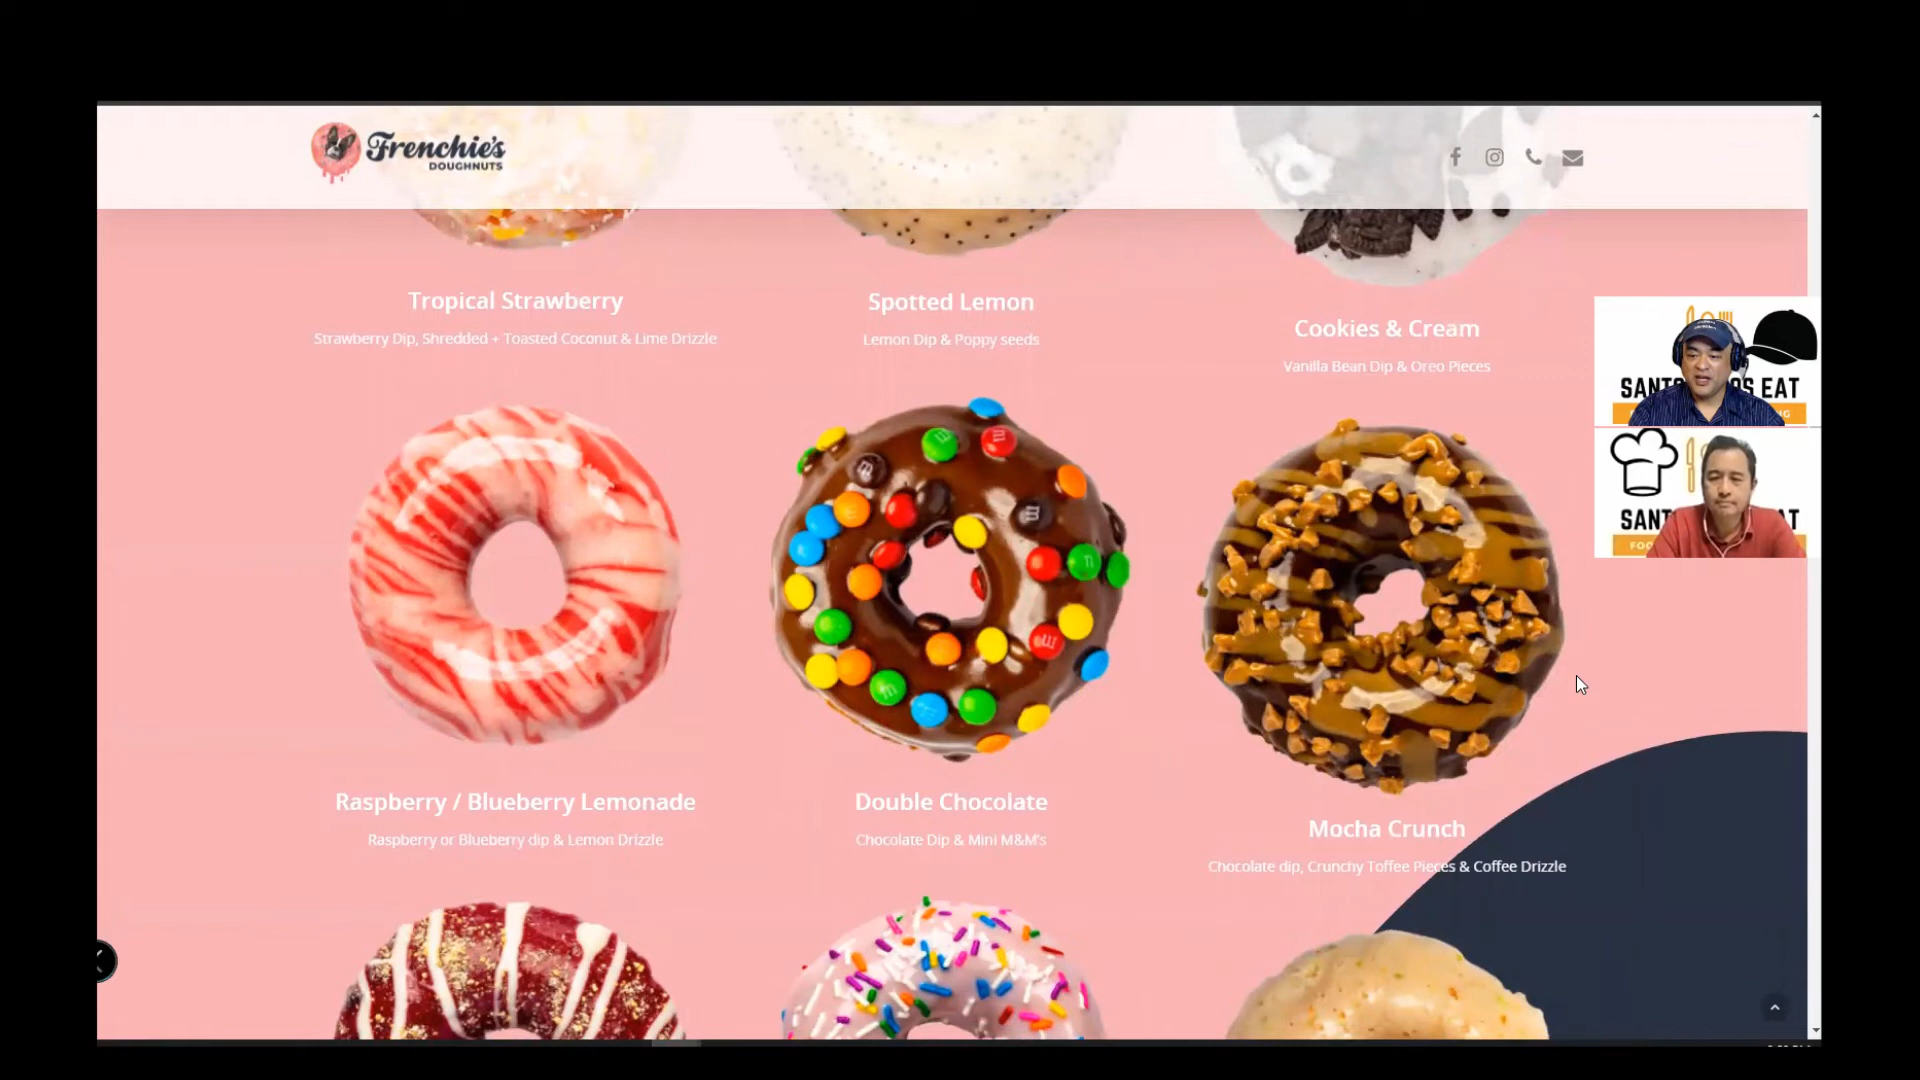 Frenchie's
DOUGHNUTS
Tropical Strawberry
Strawberry Dip, Shredded + Toasted Coconut & Lime Drizzle
Spotted Lemon
Lemon Dip & Poppy seeds
Cookies & Cream
Vanilla Bean Dip & Oreo Pieces
EAT
Raspberry / Blueberry Lemonade
Raspberry or Blueberry dip & Lemon Drizzle
Double Chocolate
Chocolate Dip & Mini M&M's
Mocha Crunch
Chocolate dip, Crunchy Toffee Pieces & Coffee Drizzle